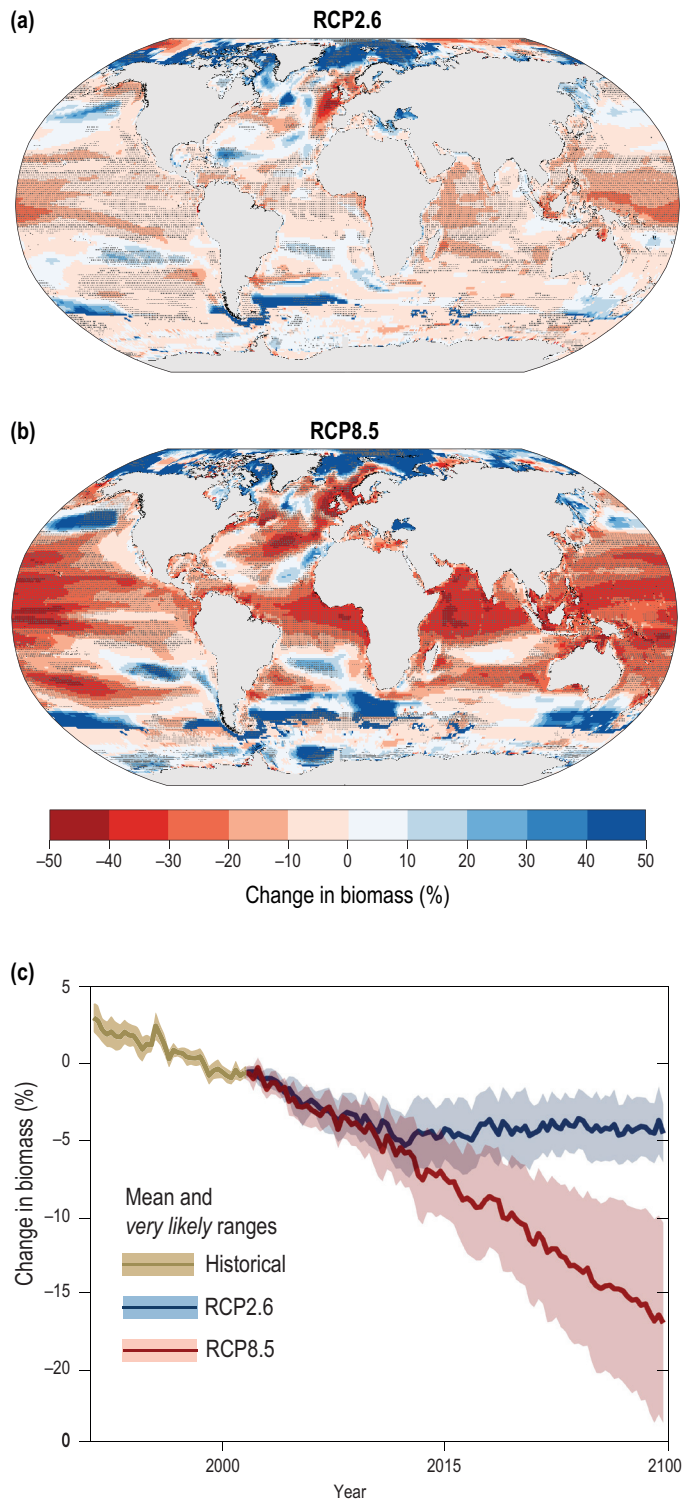 (a)
RCP2.6
(b)
RCP8.5
–50 –40 –30 –20 –10 0 10 20 30 40 50
Change in biomass (%)
(c)
5
0
–5
–10
–15
–20
0
Change in biomass (%)
Mean and
very likely ranges
Historical
RCP2.6
RCP8.5
2000 2015 2100
Year